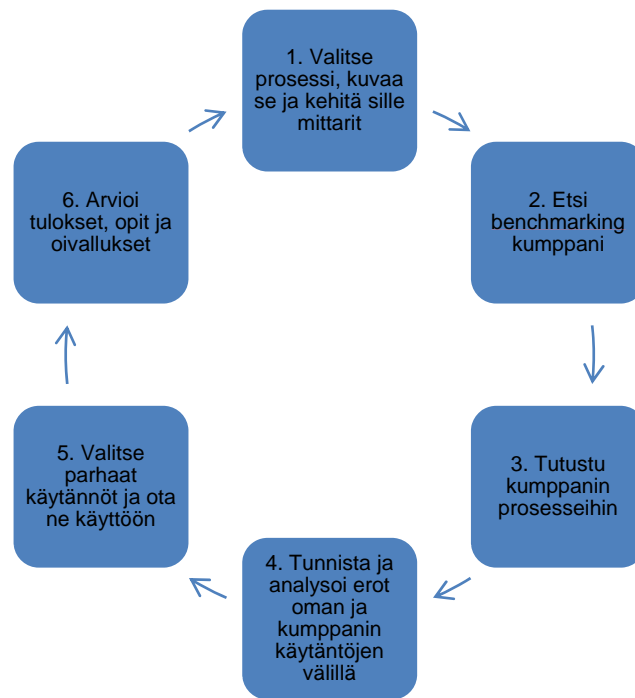 1. Valitse
prosessi, kuvaa
se ja kehitä sille
mittarit
2. Etsi
benchmarking
kumppani
3. Tutustu
kumppanin
prosesseihin
4. Tunnista ja
analysoi erot
oman ja
kumppanin
käytäntöjen
välillä
5. Valitse
parhaat
käytännöt ja ota
ne käyttöön
6. Arvioi
tulokset, opit ja
oivallukset